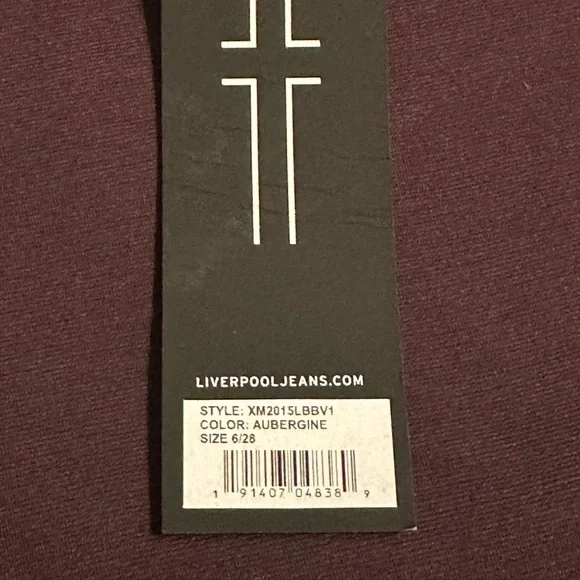 LIVERPOOLJEANS.COM
STYLE: XM2015LBBV1
COLOR: AUBERGINE
SIZE 6/28
1 91407 04838 9